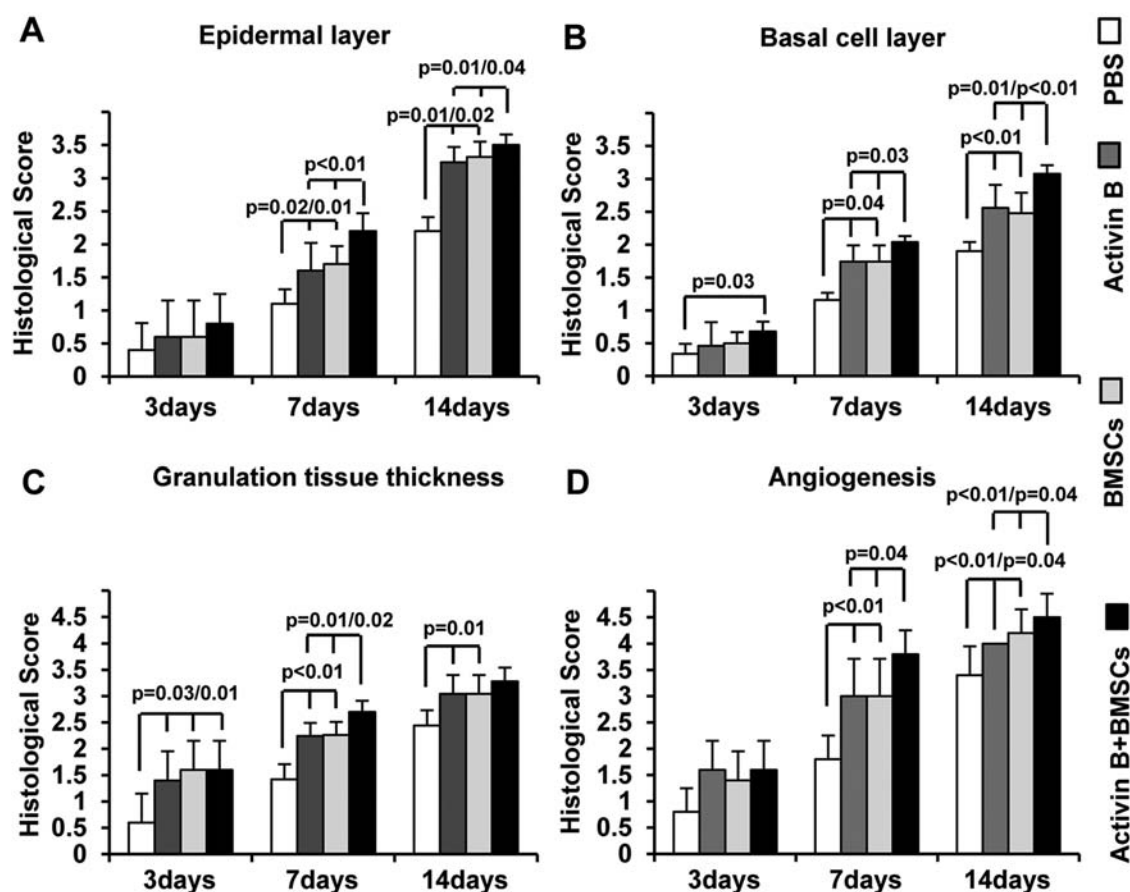 A
Epidermal layer
Histological Score
3.5
3
2.5
2
1.5
1
0.5
0
p=0.02/0.01
p<0.01
p=0.01/0.02
p=0.01/0.04
3days
7days
14days
B
Basal cell layer
Histological Score
3.5
3
2.5
2
1.5
1
0.5
0
p=0.03
p=0.04
p=0.03
p<0.01
p=0.01/p<0.01
3days
7days
14days
C
Granulation tissue thickness
Histological Score
4.5
4
3.5
3
2.5
2
1.5
1
0.5
0
p=0.03/0.01
p<0.01
p=0.01/0.02
p=0.01
3days
7days
14days
D
Angiogenesis
Histological Score
4.5
4
3.5
3
2.5
2
1.5
1
0.5
0
p<0.01
p=0.04
p<0.01/p=0.04
p<0.01/p=0.04
3days
7days
14days
PBS
Activin B
BMSCs
Activin B+BMSCs